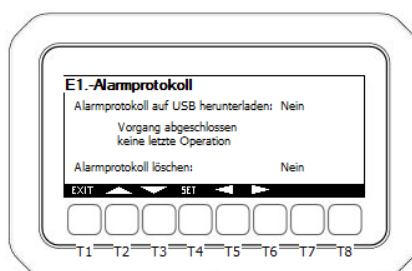 E1.-Alarmprotokoll
Alarmprotokoll auf USB herunterladen: Nein
Vorgang abgeschlossen
keine letzte Operation
Alarmprotokoll löschen: Nein
EXIT SET
T1 T2 T3 T4 T5 T6 T7 T8